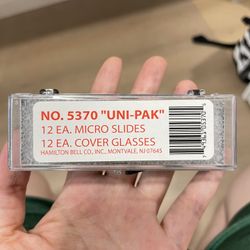 NO. 5370 "UNI-PAK"
12 EA. MICRO SLIDES
12 EA. COVER GLASSES
HAMILTON BELL CO., INC., MONTVALE, NJ 07645